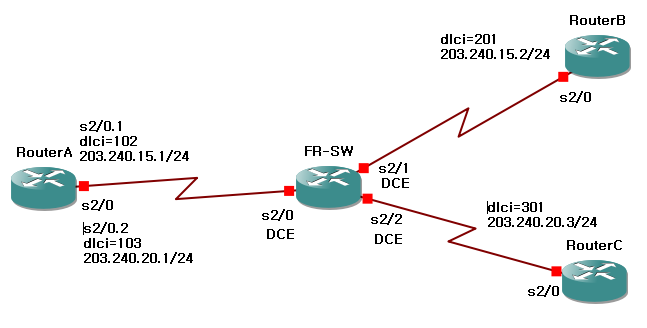 RouterB
dlci=201
203.240.15.2/24
s2/0
s2/0.1
dlci=102
203.240.15.1/24
RouterA
s2/0
s2/0.2
dlci=103
203.240.20.1/24
FR-SW
s2/1
DCE
s2/0
DCE
s2/2
DCE
dlci=301
203.240.20.3/24
RouterC
s2/0